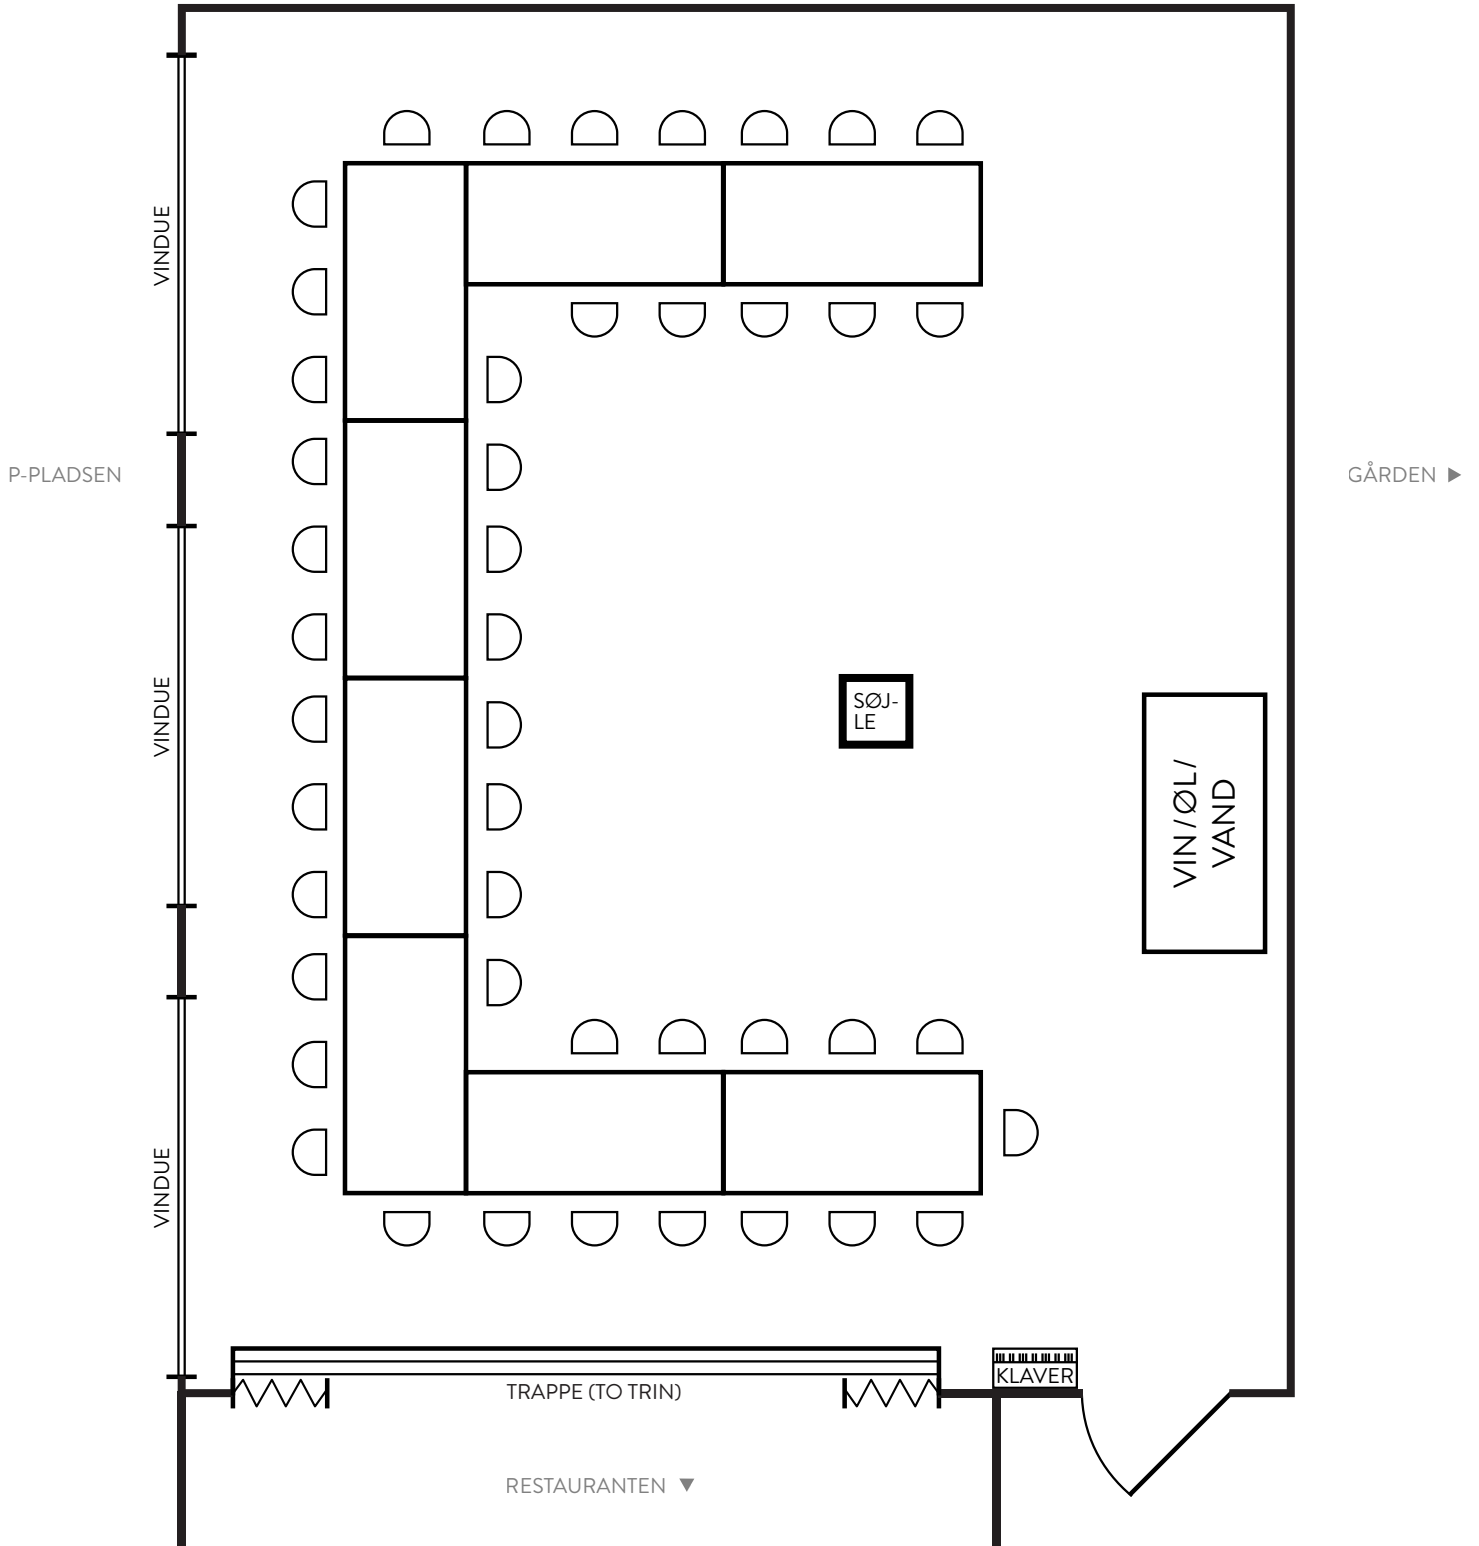 VINDUE
P-PLADSEN
GÅRDEN
VINDUE
SØJ-
LE
VIN/ØL/
VAND
VINDUE
TRAPPE (TO TRIN)
KLAVER
RESTAURANTEN